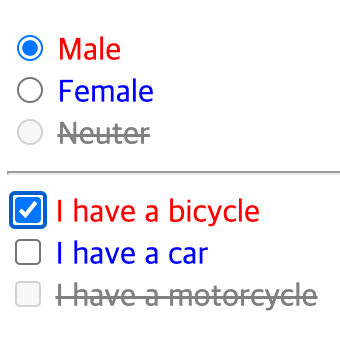 Male
Female
Neuter
I have a bicycle
I have a car
I have a motorcycle